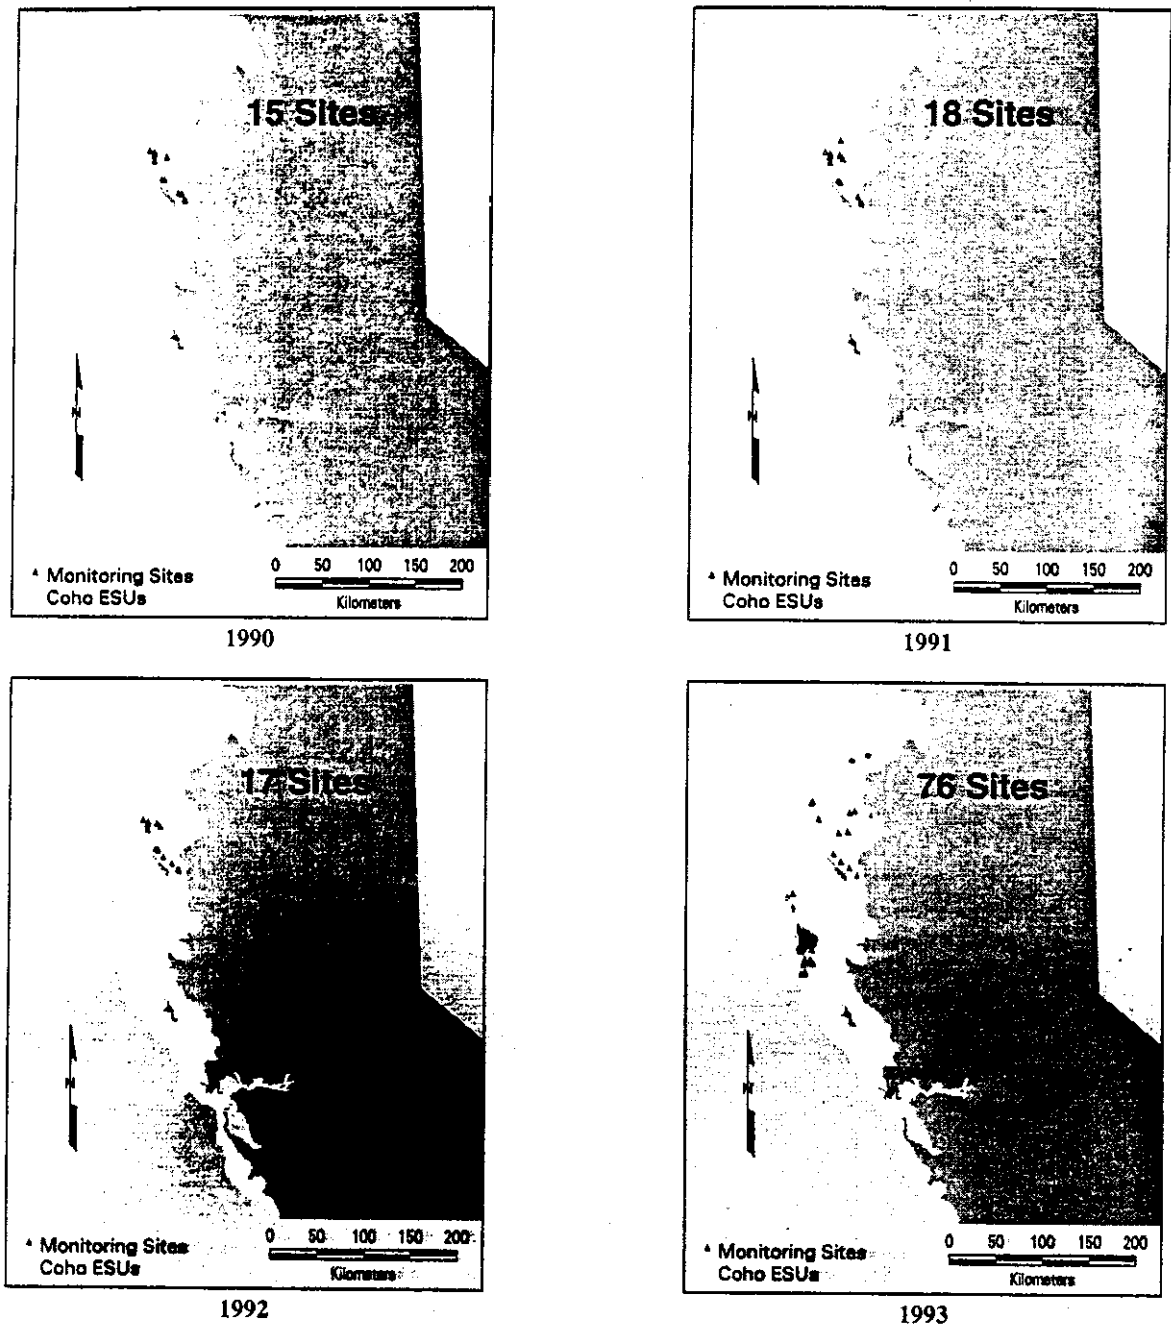 15 Sites
N
Monitoring Sites
Coho ESUs
0 50 100 150 200
Kilometers
1990
18 Sites
N
Monitoring Sites
Coho ESUs
0 50 100 150 200
Kilometers
1991
17 Sites
N
Monitoring Sites
Coho ESUs
0 50 100 150 200
Kilometers
1992
76 Sites
N
Monitoring Sites
Coho ESUs
0 50 100 150 200
Kilometers
1993